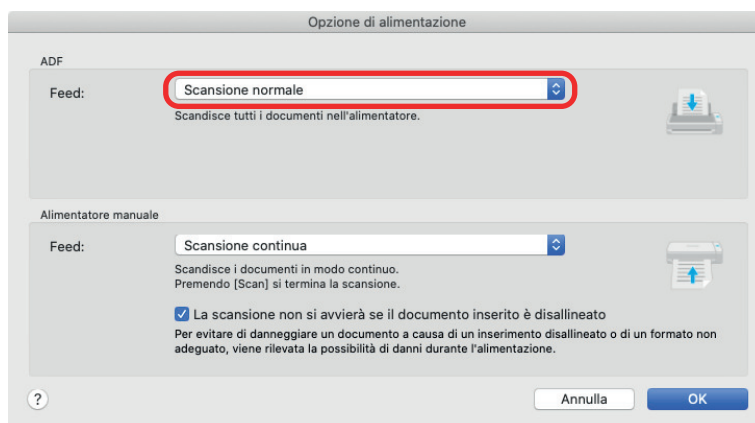 Opzione di alimentazione
ADF
Feed:
Scansione normale
Scandisce tutti i documenti nell'alimentatore.
Alimentatore manuale
Feed:
Scansione continua
Scandisce i documenti in modo continuo.
Premendo [Scan] si termina la scansione.
La scansione non si avvierà se il documento inserito è disallineato
Per evitare di danneggiare un documento a causa di un inserimento disallineato o di un formato non
adeguato, viene rilevata la possibilità di danni durante l'alimentazione.
?
Annulla
OK